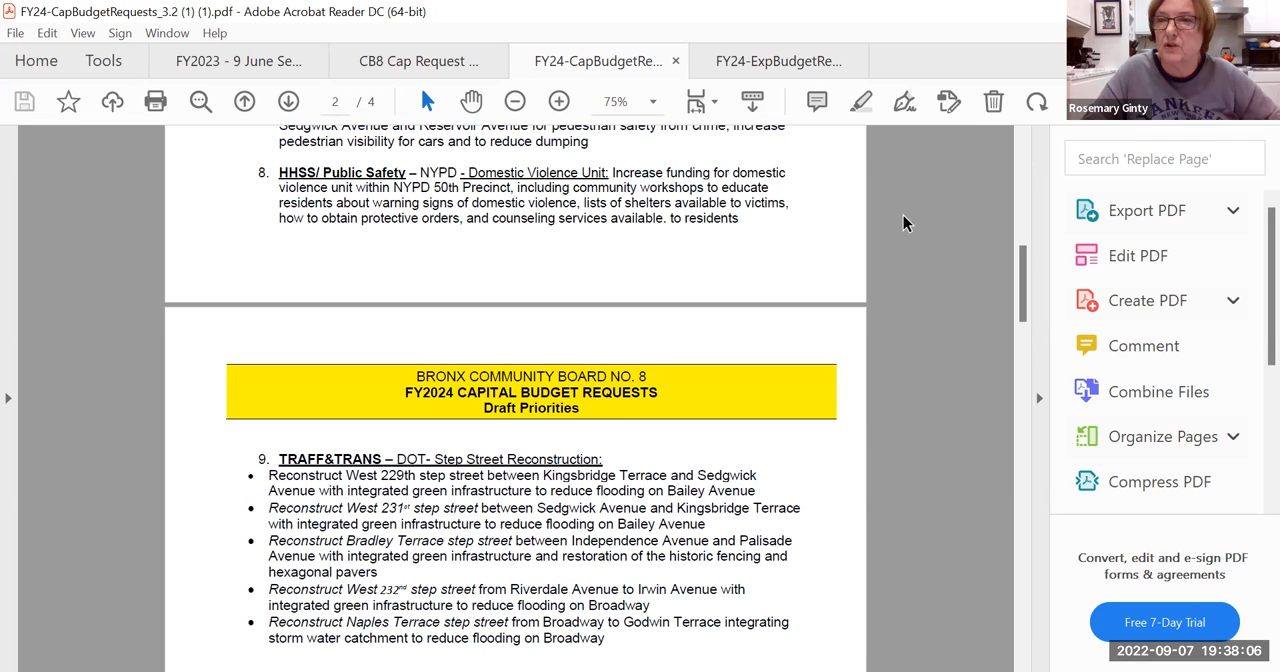 FY24-CapBudgetRequests_3.2 (1) (1).pdf - Adobe Acrobat Reader DC (64-bit)
File Edit View Sign Window Help
Home Tools FY2023 - 9 June Se... CB8 Cap Request ... FY24-CapBudgetRe... × FY24-ExpBudgetRe...
2 / 4 75%
Rosemary Ginty
Sedgwick Avenue and Reservoir Avenue for pedestrian safety from crime, increase
pedestrian visibility for cars and to reduce dumping
8. HHSS/ Public Safety – NYPD - Domestic Violence Unit: Increase funding for domestic
violence unit within NYPD 50th Precinct, including community workshops to educate
residents about warning signs of domestic violence, lists of shelters available to victims,
how to obtain protective orders, and counseling services available. to residents
BRONX COMMUNITY BOARD NO. 8
FY2024 CAPITAL BUDGET REQUESTS
Draft Priorities
9. TRAFF&TRANS – DOT- Step Street Reconstruction:
• Reconstruct West 229th step street between Kingsbridge Terrace and Sedgwick
Avenue with integrated green infrastructure to reduce flooding on Bailey Avenue
• Reconstruct West 231st step street between Sedgwick Avenue and Kingsbridge Terrace
with integrated green infrastructure to reduce flooding on Bailey Avenue
• Reconstruct Bradley Terrace step street between Independence Avenue and Palisade
Avenue with integrated green infrastructure and restoration of the historic fencing and
hexagonal pavers
• Reconstruct West 232nd step street from Riverdale Avenue to Irwin Avenue with
integrated green infrastructure to reduce flooding on Broadway
• Reconstruct Naples Terrace step street from Broadway to Godwin Terrace integrating
storm water catchment to reduce flooding on Broadway
Search 'Replace Page'
Export PDF
Edit PDF
Create PDF
Comment
Combine Files
Organize Pages
Compress PDF
Convert, edit and e-sign PDF
forms & agreements
Free 7-Day Trial
2022-09-07 19:38:06